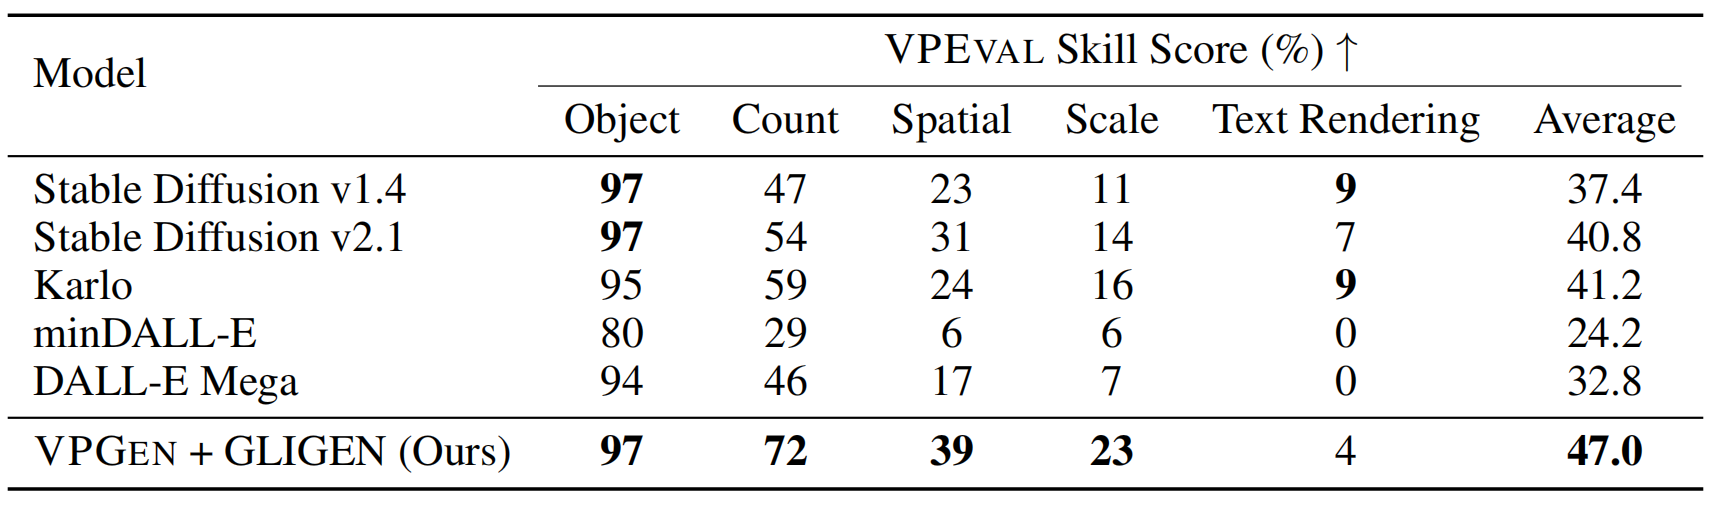 VPEVAL Skill Score (%) ↑
Model
Object Count Spatial Scale Text Rendering Average
Stable Diffusion v1.4 97 47 23 11 9 37.4
Stable Diffusion v2.1 97 54 31 14 7 40.8
Karlo 95 59 24 16 9 41.2
minDALL-E 80 29 6 6 0 24.2
DALL-E Mega 94 46 17 7 0 32.8
VPGEN + GLIGEN (Ours) 97 72 39 23 4 47.0